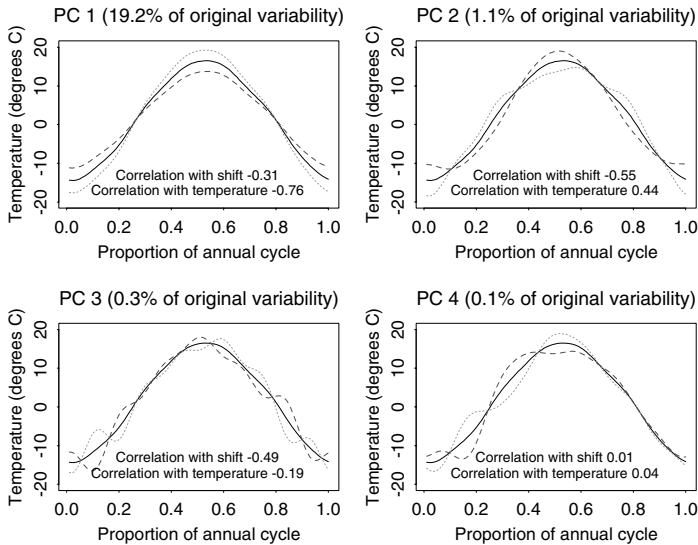 PC 1 (19.2% of original variability)
Temperature (degrees C)
20
10
0
-10
-20
Correlation with shift -0.31
Correlation with temperature -0.76
0.0 0.2 0.4 0.6 0.8 1.0
Proportion of annual cycle
PC 2 (1.1% of original variability)
Temperature (degrees C)
20
10
0
-10
-20
Correlation with shift -0.55
Correlation with temperature 0.44
0.0 0.2 0.4 0.6 0.8 1.0
Proportion of annual cycle
PC 3 (0.3% of original variability)
Temperature (degrees C)
20
10
0
-10
-20
Correlation with shift -0.49
Correlation with temperature -0.19
0.0 0.2 0.4 0.6 0.8 1.0
Proportion of annual cycle
PC 4 (0.1% of original variability)
Temperature (degrees C)
20
10
0
-10
-20
Correlation with shift 0.01
Correlation with temperature 0.04
0.0 0.2 0.4 0.6 0.8 1.0
Proportion of annual cycle